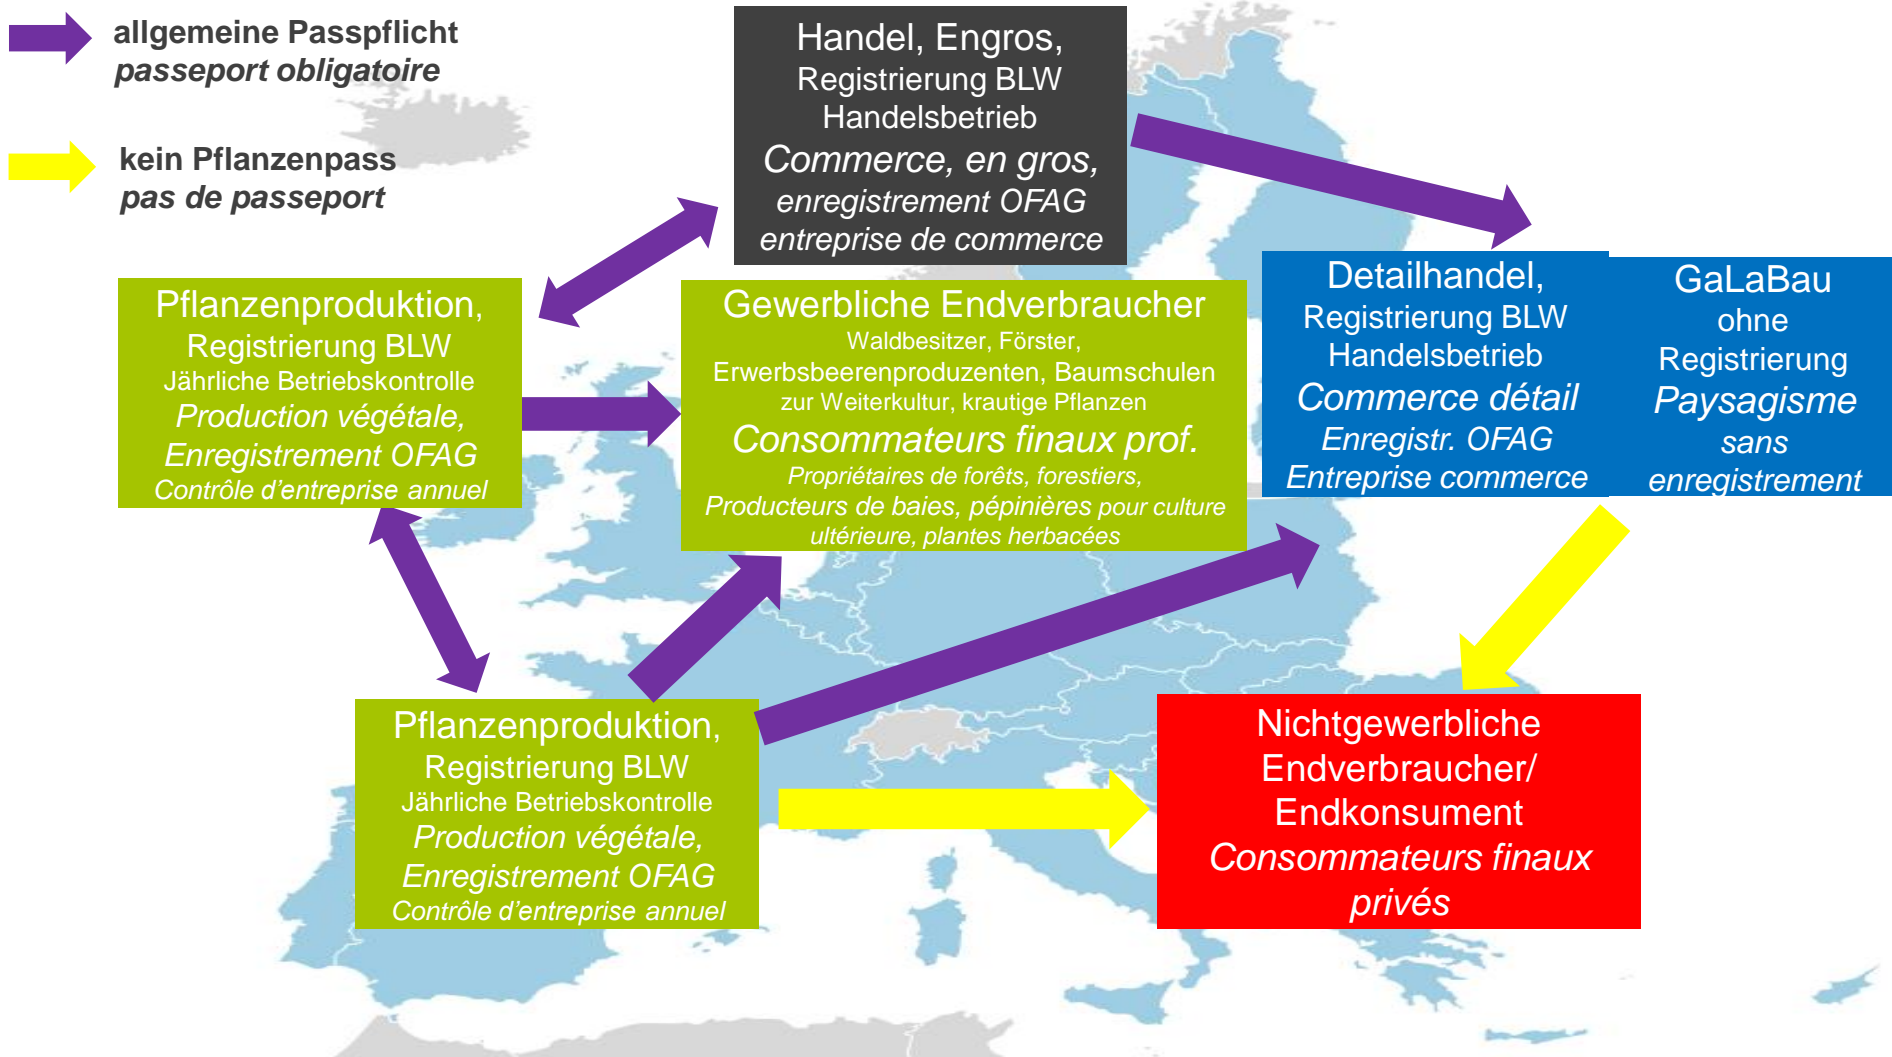 allgemeine Passpflicht
passeport obligatoire
kein Pflanzenpass
pas de passeport
Handel, Engros,
Registrierung BLW
Handelsbetrieb
Commerce, en gros,
enregistrement OFAG
entreprise de commerce
Pflanzenproduktion,
Registrierung BLW
Jährliche Betriebskontrolle
Production végétale,
Enregistrement OFAG
Contrôle d'entreprise annuel
Gewerbliche Endverbraucher
Waldbesitzer, Förster,
Erwerbsbeerenproduzenten, Baumschulen
zur Weiterkultur, krautige Pflanzen
Consommateurs finaux prof.
Propriétaires de forêts, forestiers,
Producteurs de baies, pépinières pour culture
ultérieure, plantes herbacées
Detailhandel,
Registrierung BLW
Handelsbetrieb
Commerce détail
Enregistr. OFAG
Entreprise commerce
GaLaBau
ohne
Registrierung
Paysagisme
sans
enregistrement
Pflanzenproduktion,
Registrierung BLW
Jährliche Betriebskontrolle
Production végétale,
Enregistrement OFAG
Contrôle d'entreprise annuel
Nichtgewerbliche
Endverbraucher/
Endkonsument
Consommateurs finaux
privés